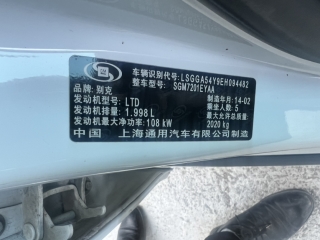 车辆识别代号:LSGGA54Y9EH094482
整车型号: SGM7201EYAA
品牌: 别克
制造年月:14-02
发动机型号: LTD
乘坐人数: 5
发动机排量: 1,998 L
最大允许总质量:
发动机最大净功率: 108 kW
2020 kg
中国 上海通用汽车有限公司制造